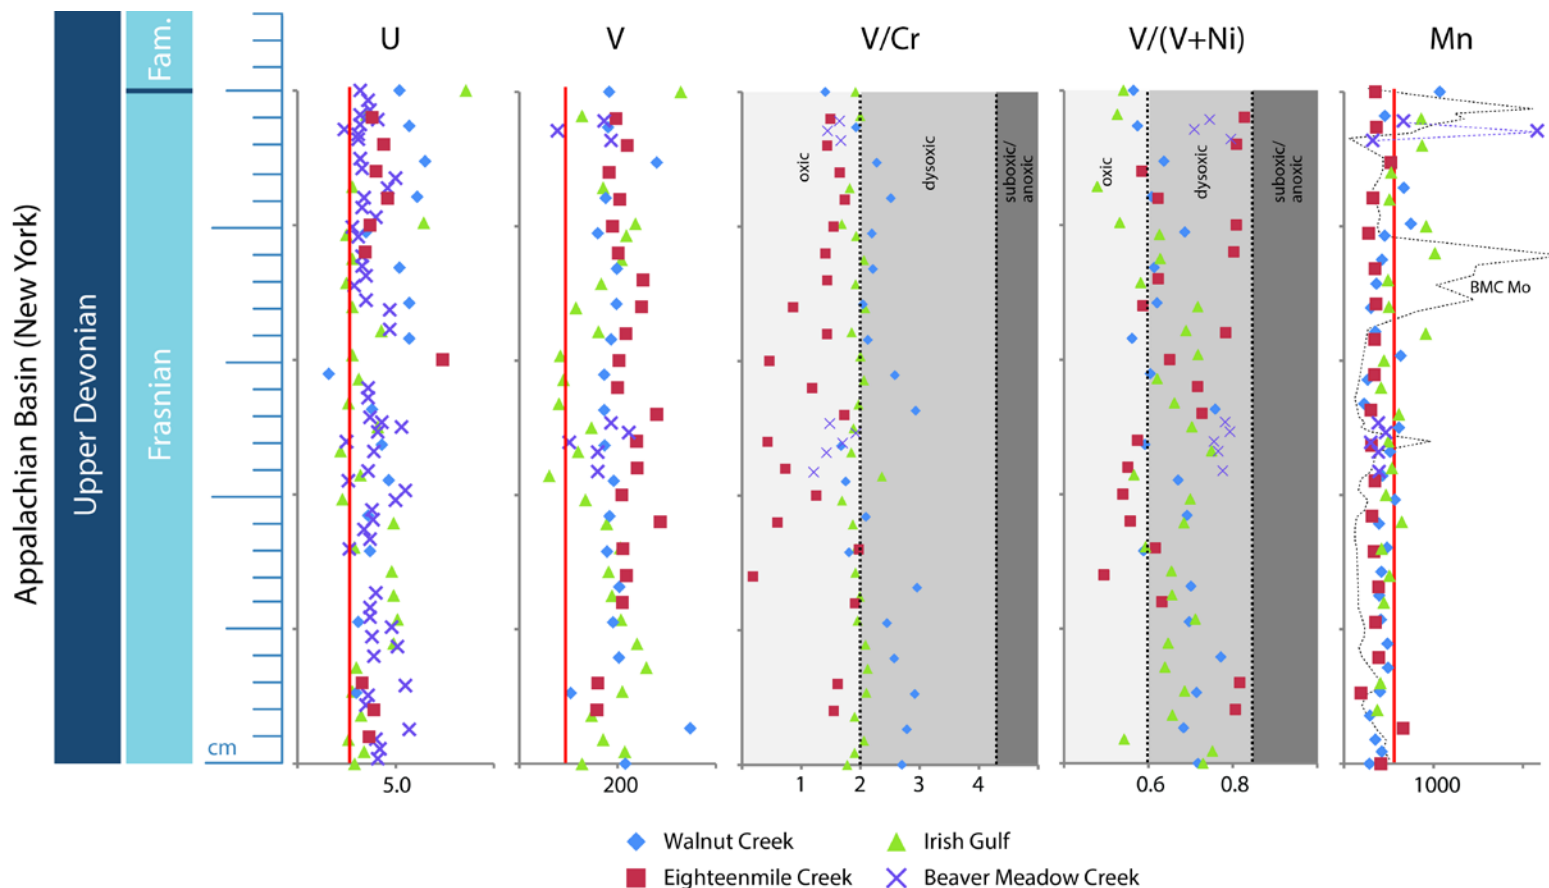 Appalachian Basin (New York)
Upper Devonian
Fam.
Frasnian
cm
U
V
V/Cr
V/(V+Ni)
Mn
oxic
dysoxic
suboxic/
anoxic
oxic
dysoxic
suboxic/
anoxic
BMC Mo
5.0
200
1
2
3
4
0.6
0.8
1000
Walnut Creek
Irish Gulf
Eighteenmile Creek
Beaver Meadow Creek